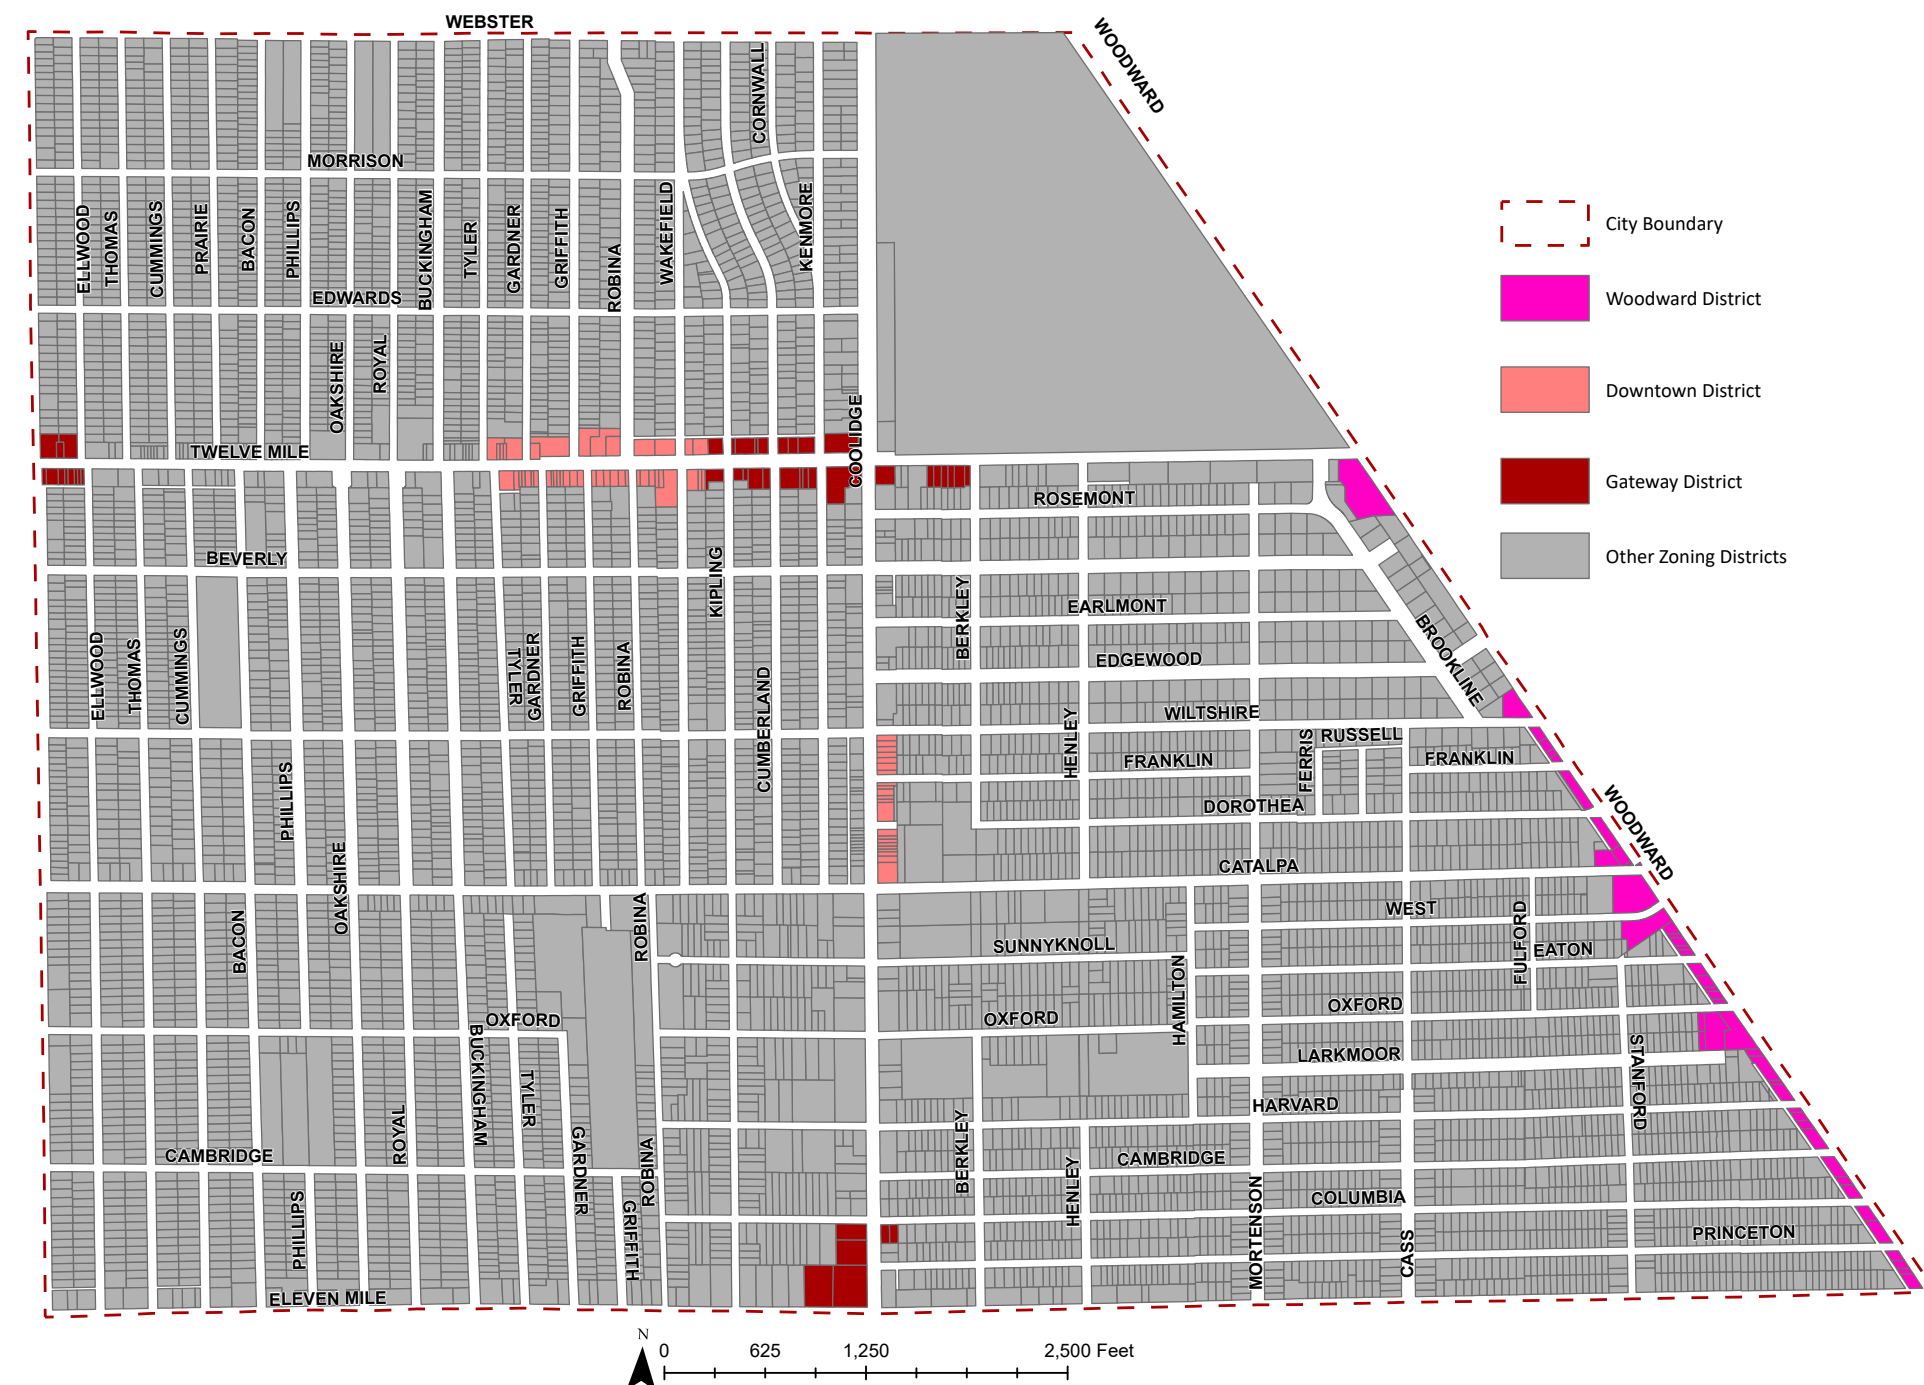 WEBSTER
WOODWARD
CORNWALL
MORRISON
ELLWOOD
THOMAS
CUMMINGS
PRAIRIE
BACON
PHILLIPS
BUCKINGHAM
TYLER
GARDNER
GRIFFITH
ROBINA
WAKEFIELD
KENMORE
City Boundary
Woodward District
Downtown District
Gateway District
Other Zoning Districts
EDWARDS
OAKSHIRE
ROYAL
COOLIDGE
TWELVE MILE
ROSEMONT
BEVERLY
KIPLING
BERKLEY
EARLMONT
EDGEWOOD
BROOKLINE
ELLWOOD
THOMAS
CUMMINGS
TYLER
GARDNER
GRIFFITH
ROBINA
CUMBERLAND
HENLEY
WILTSHIRE
FERRIS
RUSSELL
FRANKLIN
FRANKLIN
DOROTHEA
WOODWARD
PHILLIPS
OAKSHIRE
CATALPA
BACON
ROBINA
WEST
FULFORD
EATON
SUNNYKNOLL
HAMILTON
OXFORD
OXFORD
OXFORD
BUCKINGHAM
LARKMOOR
STANFORD
TYLER
ROYAL
HARVARD
GARDNER
ROBINA
BERKLEY
HENLEY
CAMBRIDGE
CAMBRIDGE
PHILLIPS
GRIFFITH
MORTENSON
COLUMBIA
CASS
PRINCETON
ELEVEN MILE
N
0 625 1,250 2,500 Feet